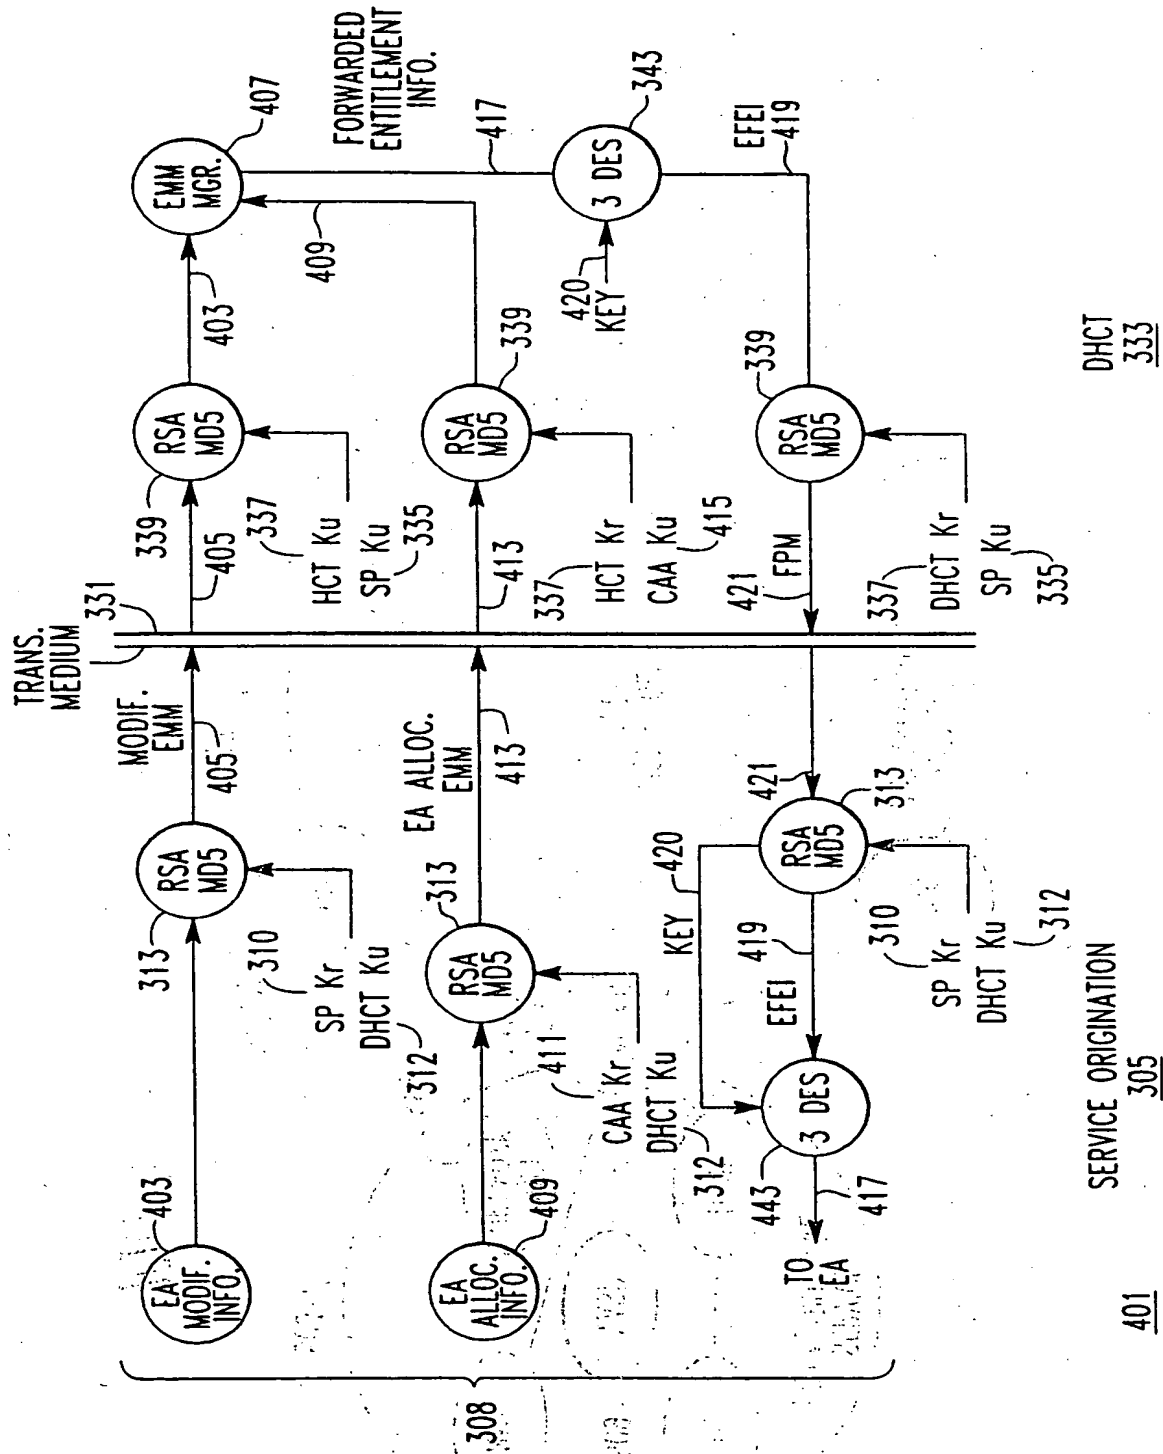 TRANS.
MEDIUM
331
EA
MODIF.
INFO.
403
313
RSA
MD5
310
SP Kr
DHCT Ku
312
MODIF.
EMM
405
405
339
RSA
MD5
337
HCT Ku
SP Ku
335
403
EMM
MGR.
407
409
FORWARDED
ENTITLEMENT
INFO.
417
308
EA
ALLOC.
INFO.
409
313
RSA
MD5
411
CAA Kr
DHCT Ku
312
EA ALLOC.
EMM
413
413
339
RSA
MD5
337
HCT Kr
CAA Ku
415
420
KEY
3 DES
343
EFEI
419
TO
EA
417
443
3 DES
KEY
420
EFEI
419
RSA
MD5
313
421
310
SP Kr
DHCT Ku
312
421
FPM
RSA
MD5
339
337
DHCT Kr
SP Ku
335
401
SERVICE ORIGINATION
305
DHCT
333